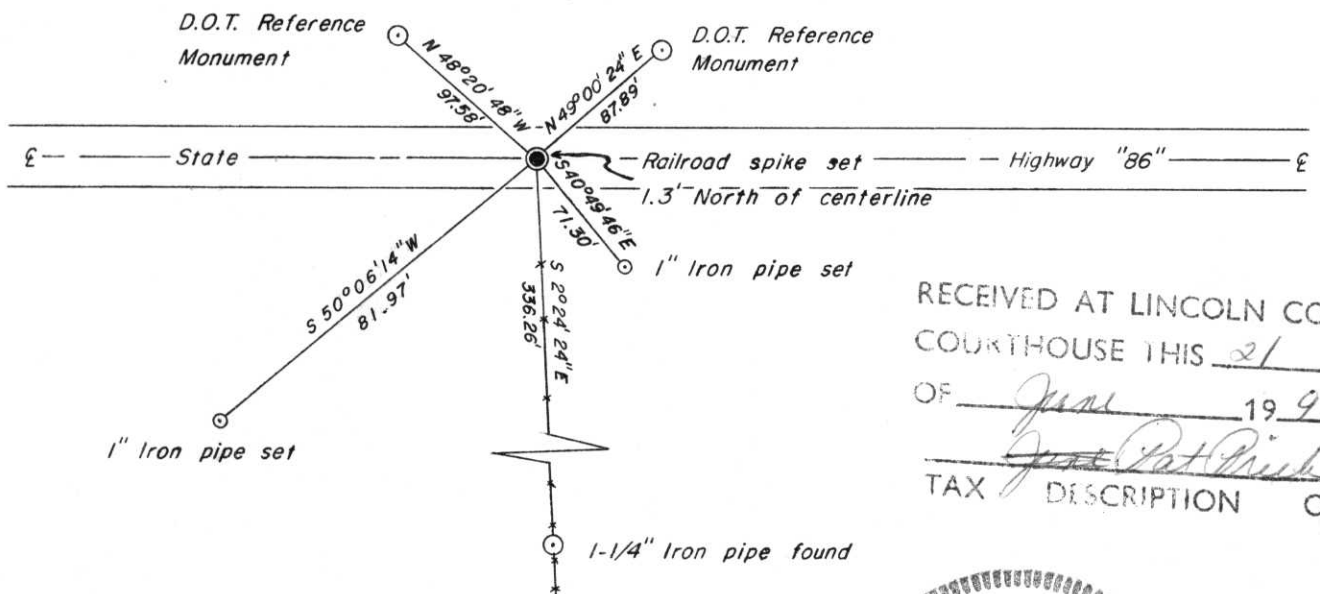 D.O.T. Reference
Monument
D.O.T. Reference
Monument
N 48°20' 48" W
97.58'
N 49°00' 24" E
87.89'
℄ State Railroad spike set Highway "86" ℄
1.3' North of centerline
S 40°49' 46" E
71.30'
1" Iron pipe set
S 50°06' 14" W
81.97'
1" Iron pipe set
S 2°24' 24" E
336.26'
1-1/4" Iron pipe found
RECEIVED AT LINCOLN CO
COURTHOUSE THIS 21
OF June 19 9
Pat
TAX DESCRIPTION